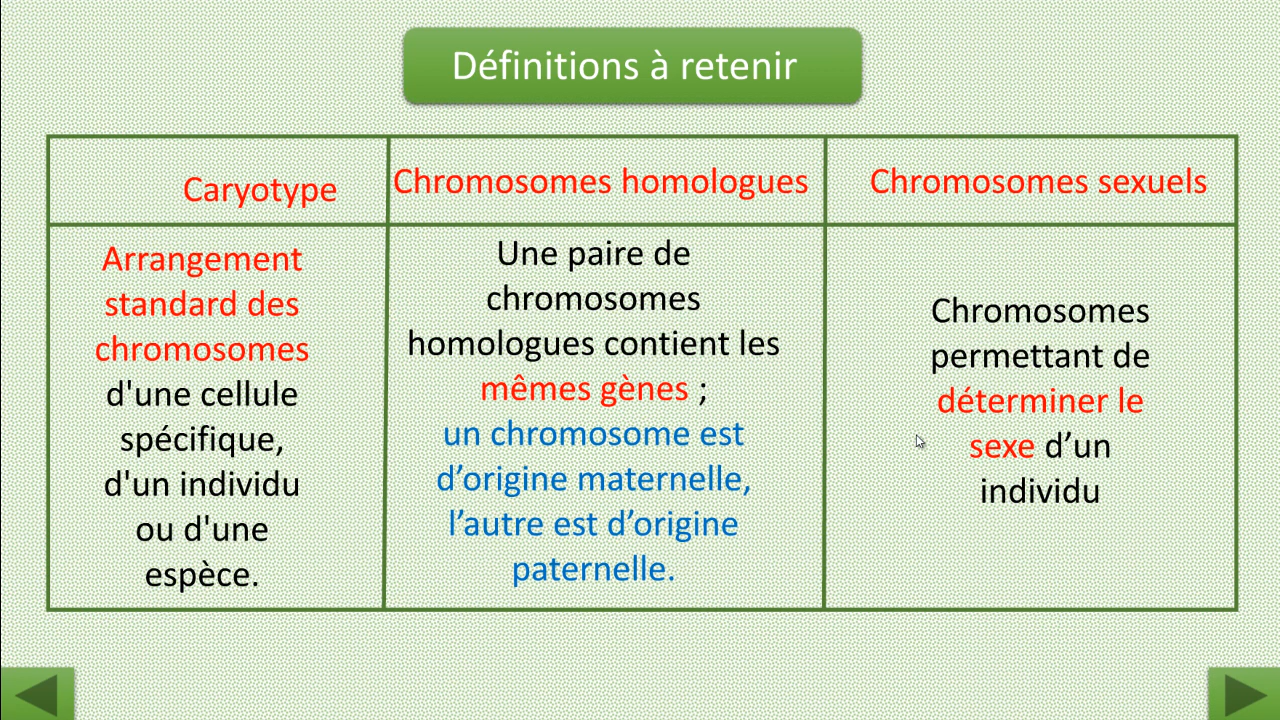 Définitions à retenir
Caryotype
Chromosomes homologues
Chromosomes sexuels
Arrangement
standard des
chromosomes
d'une cellule
spécifique,
d'un individu
ou d'une
espèce.
Une paire de
chromosomes
homologues contient les
mêmes gènes ;
un chromosome est
d’origine maternelle,
l’autre est d’origine
paternelle.
Chromosomes
permettant de
déterminer le
sexe d’un
individu